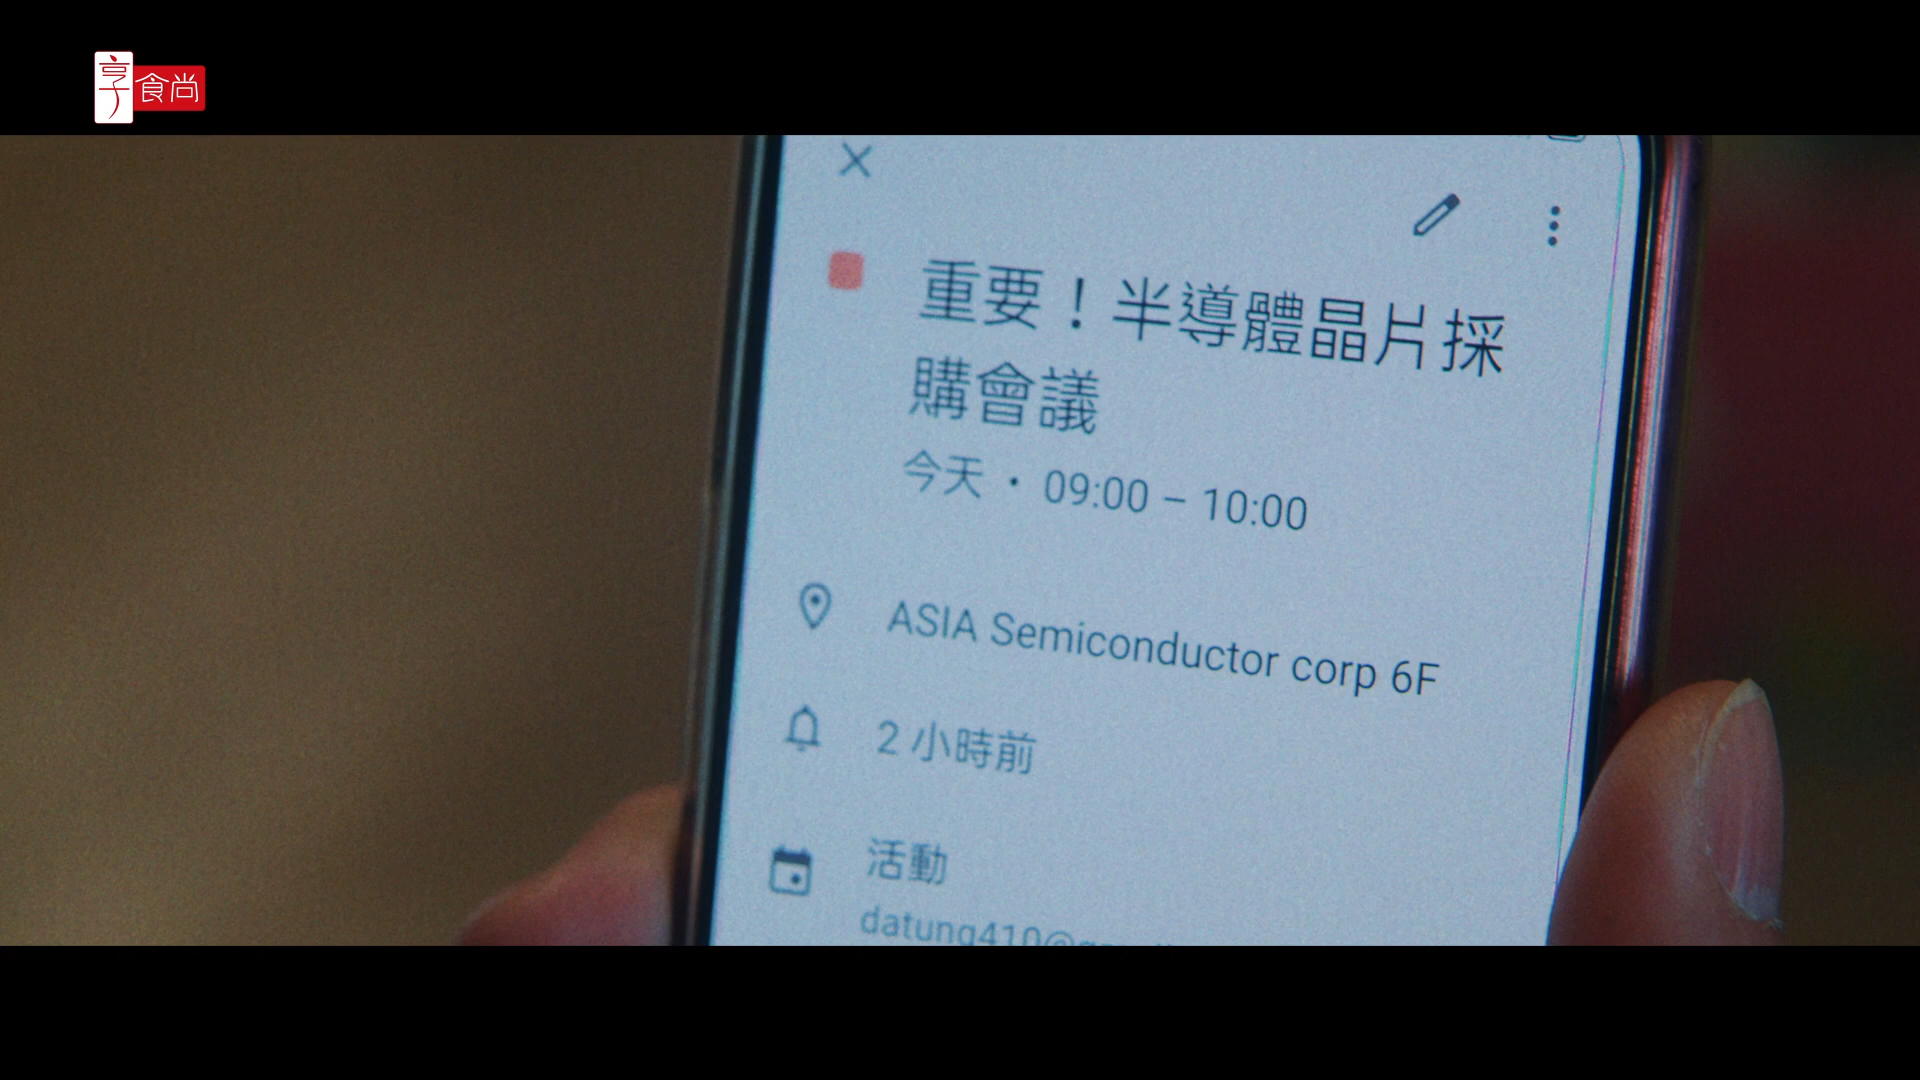 享食尚
重要！半導體晶片採
購會議
今天 · 09:00 – 10:00
ASIA Semiconductor corp 6F
2 小時前
活動
datung410@